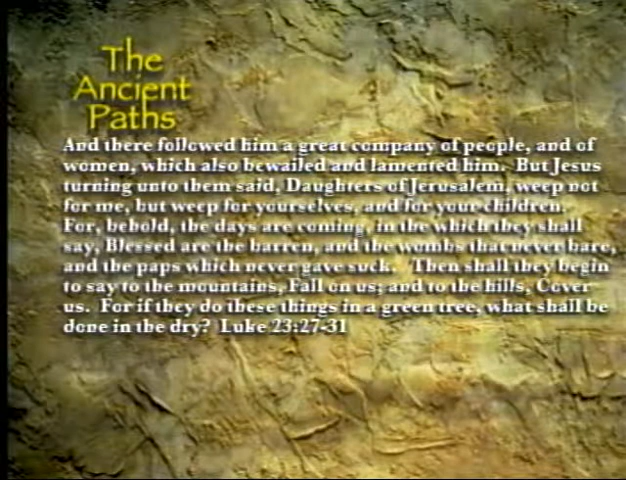 The
Ancient
Paths
And there followed him a great company of people, and of
women, which also bewailed and lamented him. But Jesus
turning unto them said, Daughters of Jerusalem, weep not
for me, but weep for yourselves, and for your children.
For, behold, the days are coming, in the which they shall
say, Blessed are the barren, and the wombs that never bare,
and the paps which never gave suck. Then shall they begin
to say to the mountains, Fall on us; and to the hills, Cover
us. For if they do these things in a green tree, what shall be
done in the dry? Luke 23:27-31